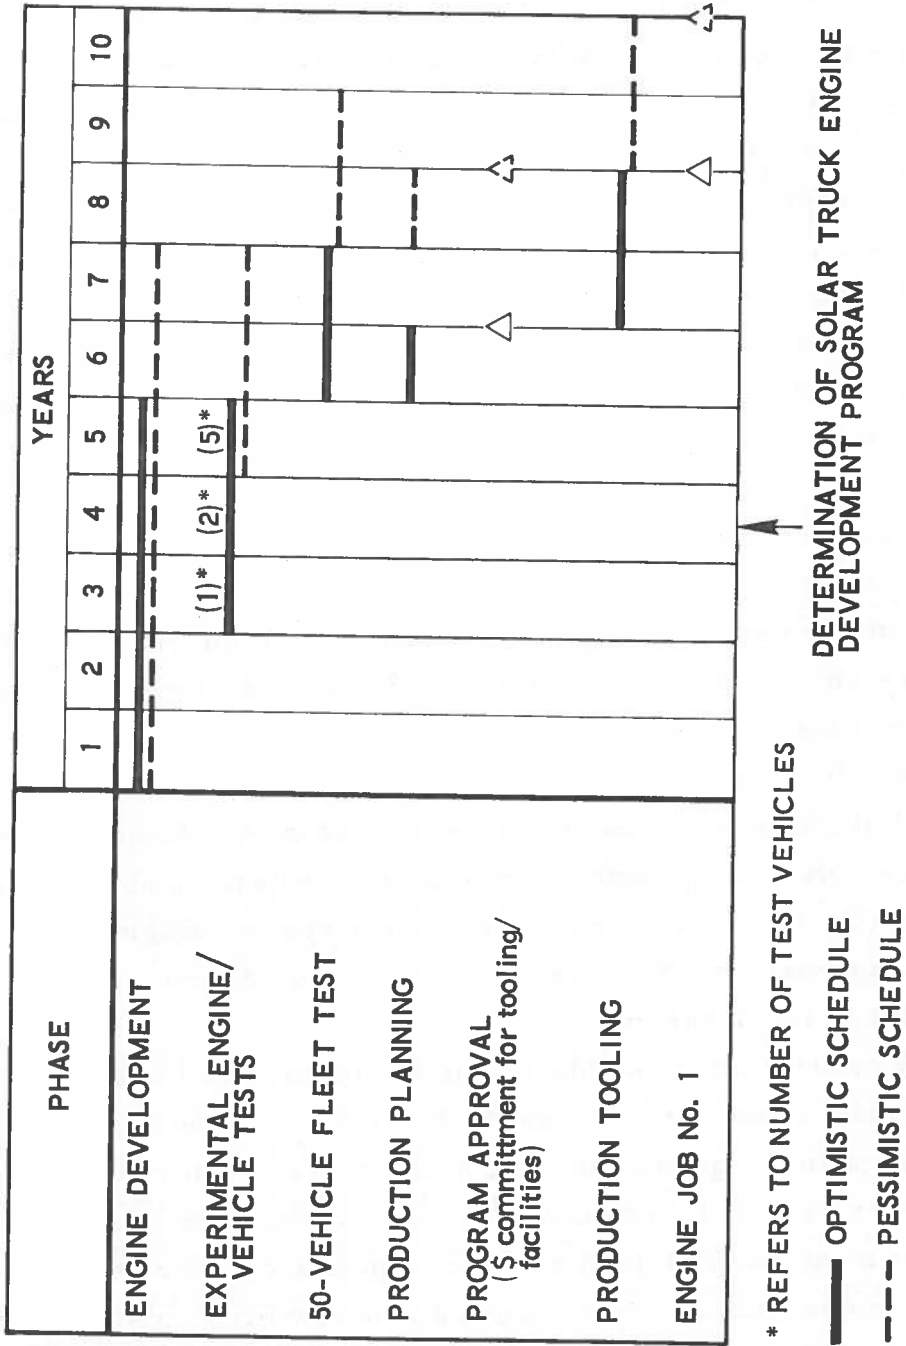 PHASE
YEARS
1 2 3 4 5 6 7 8 9 10
ENGINE DEVELOPMENT
EXPERIMENTAL ENGINE/
VEHICLE TESTS
(1)* (2)* (5)*
50-VEHICLE FLEET TEST
PRODUCTION PLANNING
PROGRAM APPROVAL
($ committment for tooling/
facilities)
PRODUCTION TOOLING
ENGINE JOB No. 1
* REFERS TO NUMBER OF TEST VEHICLES
OPTIMISTIC SCHEDULE
PESSIMISTIC SCHEDULE
DETERMINATION OF SOLAR TRUCK ENGINE
DEVELOPMENT PROGRAM